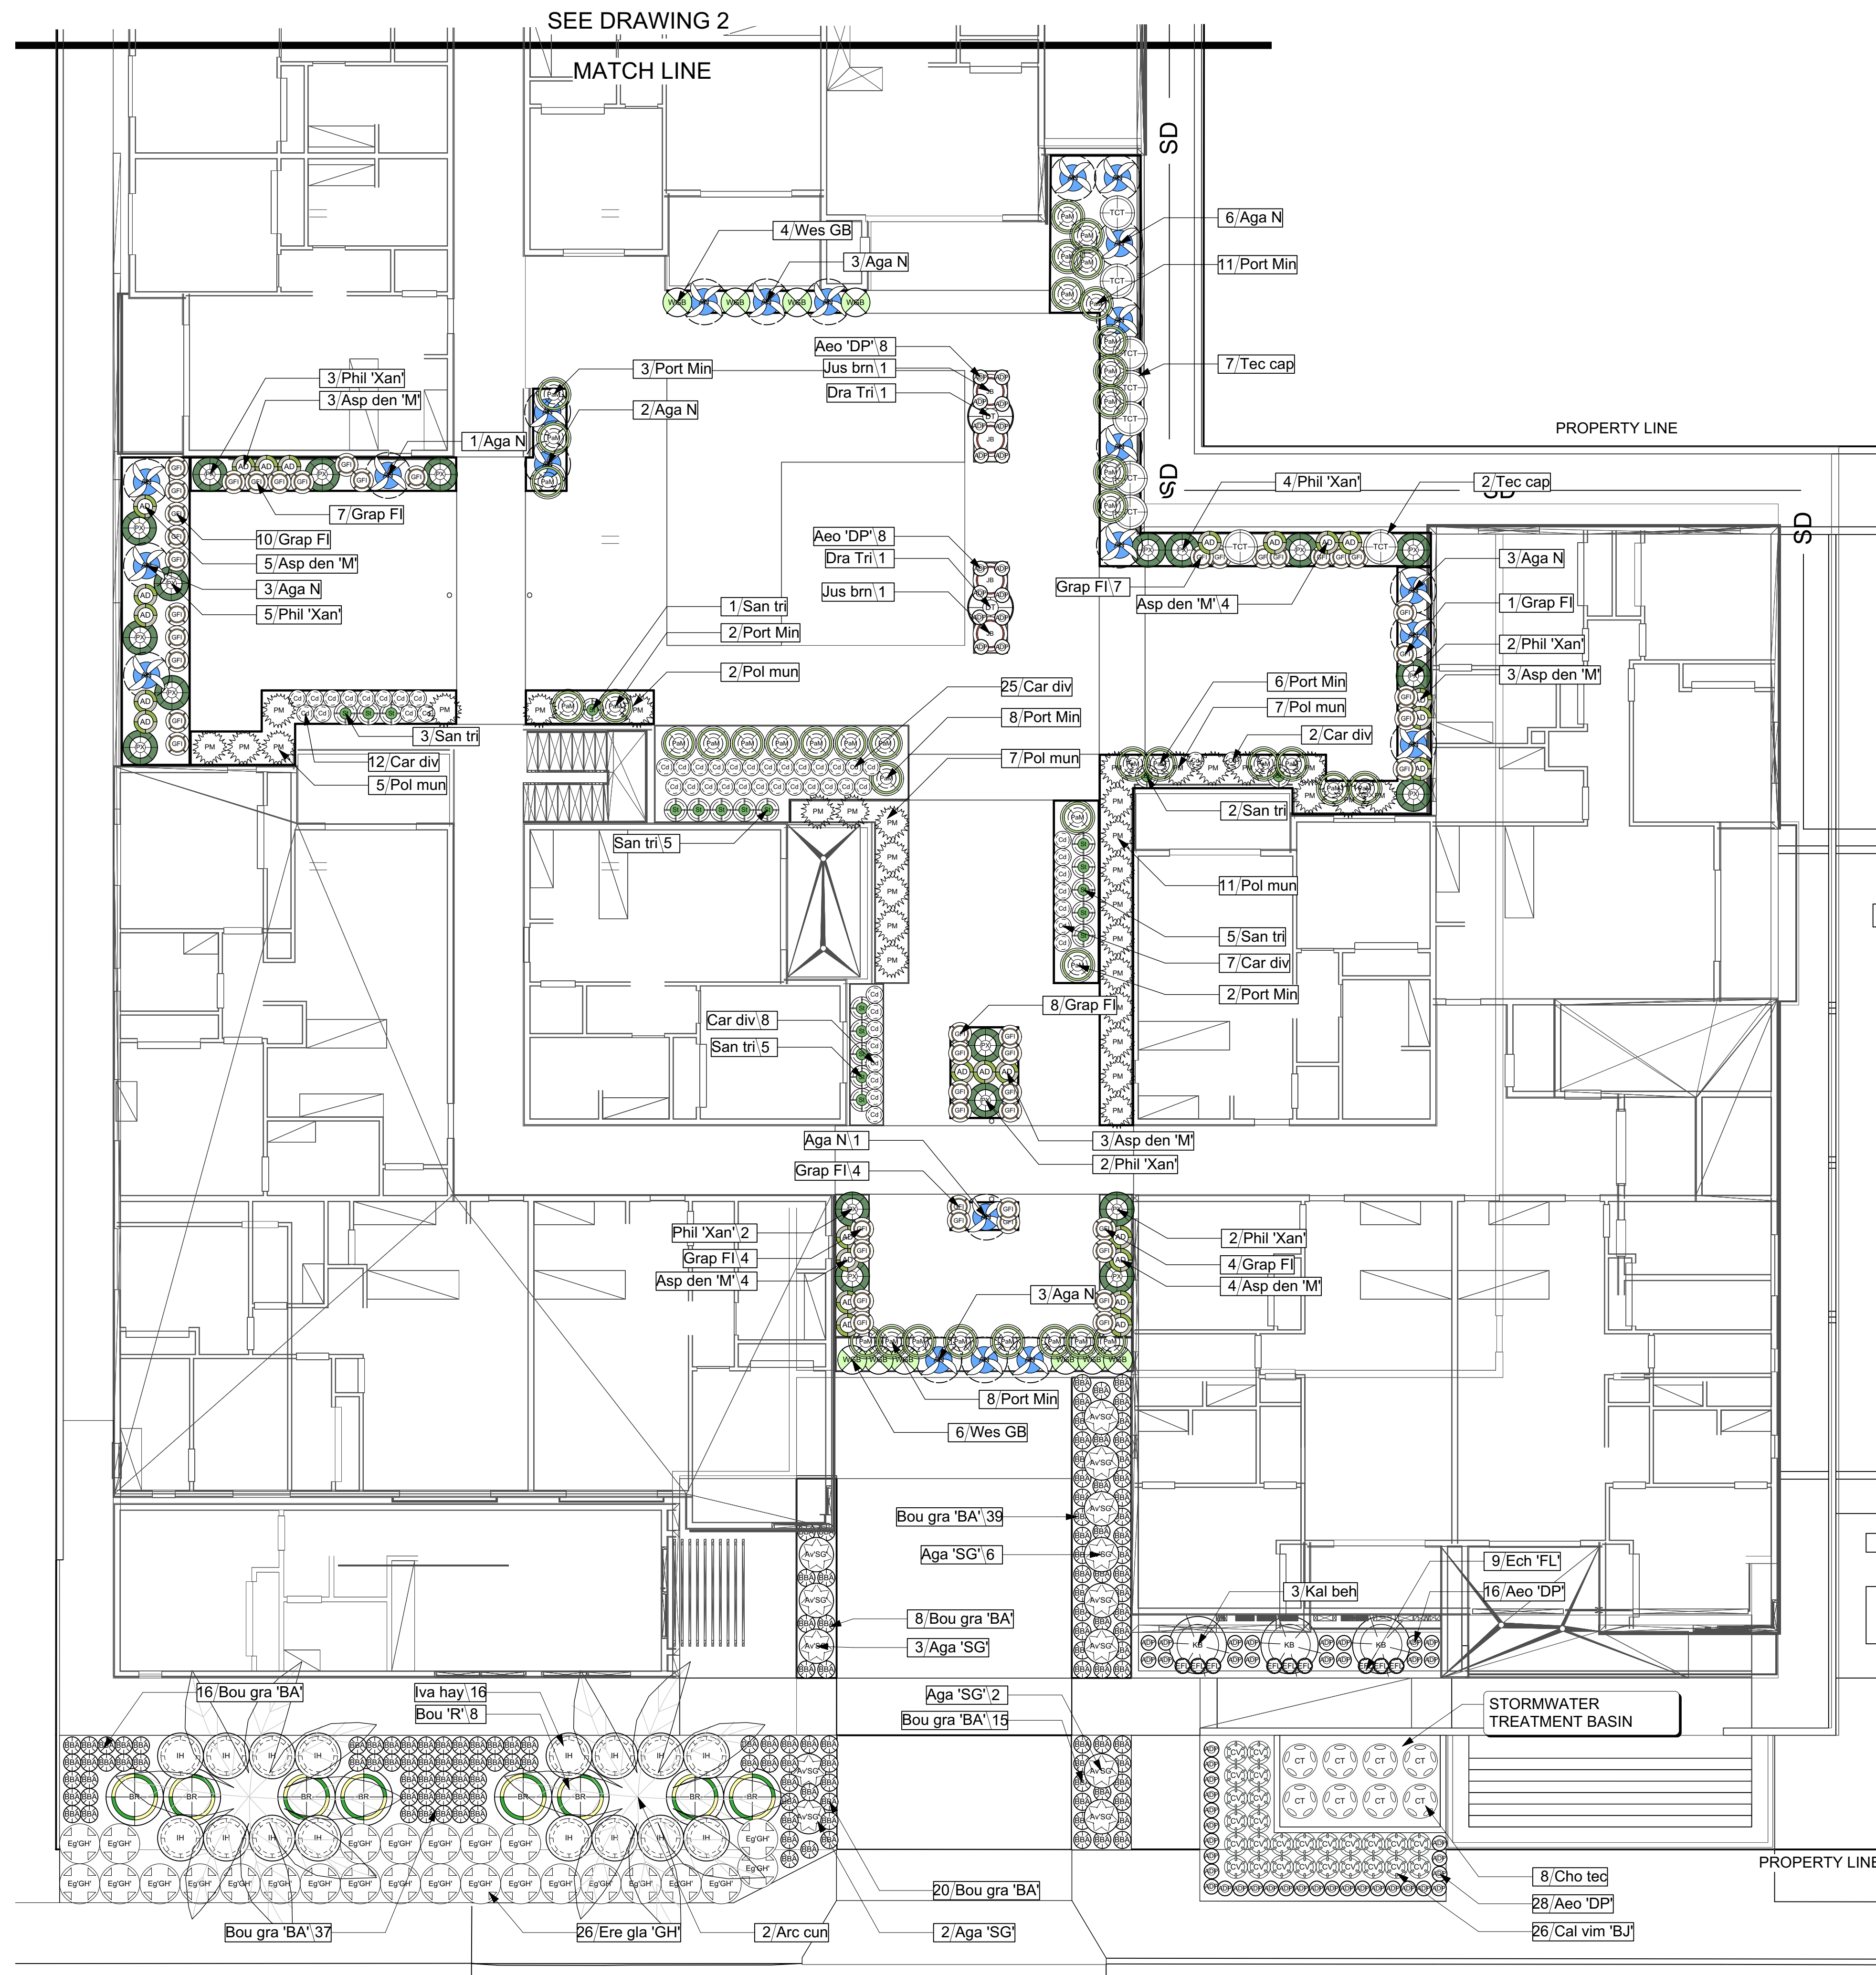 SEE DRAWING 2
MATCH LINE
SD
6/Aga N
4/Wes GB
3/Aga N
11/Port Min
Aeo 'DP'\8
Jus brn\1
Dra Tri\1
7/Tec cap
3/Port Min
2/Aga N
3/Phil 'Xan'
3/Asp den 'M'
1/Aga N
PROPERTY LINE
SD
4/Phil 'Xan'
2/Tec cap
SD
SD
7/Grap Fl
10/Grap Fl
5/Asp den 'M'
3/Aga N
5/Phil 'Xan'
Aeo 'DP'\8
Dra Tri\1
Jus brn\1
Grap Fl\7
Asp den 'M'\4
3/Aga N
1/Grap Fl
2/Phil 'Xan'
3/Asp den 'M'
1/San tri
2/Port Min
2/Pol mun
25/Car div
8/Port Min
7/Pol mun
6/Port Min
7/Pol mun
2/Car div
3/San tri
12/Car div
5/Pol mun
San tri\5
2/San tri
11/Pol mun
5/San tri
7/Car div
2/Port Min
8/Grap Fl
Car div\8
San tri\5
3/Asp den 'M'
2/Phil 'Xan'
Aga N\1
Grap Fl\4
Phil 'Xan'\2
Grap Fl\4
Asp den 'M'\4
2/Phil 'Xan'
4/Grap Fl
4/Asp den 'M'
3/Aga N
8/Port Min
6/Wes GB
Bou gra 'BA'\39
Aga 'SG'\6
8/Bou gra 'BA'
3/Aga 'SG'
9/Ech 'FL'
16/Aeo 'DP'
3/Kal beh
16/Bou gra 'BA'
Iva hay\16
Bou 'R'\8
Aga 'SG'\2
Bou gra 'BA'\15
STORMWATER
TREATMENT BASIN
PROPERTY LINE
8/Cho tec
28/Aeo 'DP'
26/Cal vim 'BJ'
20/Bou gra 'BA'
2/Aga 'SG'
Bou gra 'BA'\37
26/Ere gla 'GH'
2/Arc cun